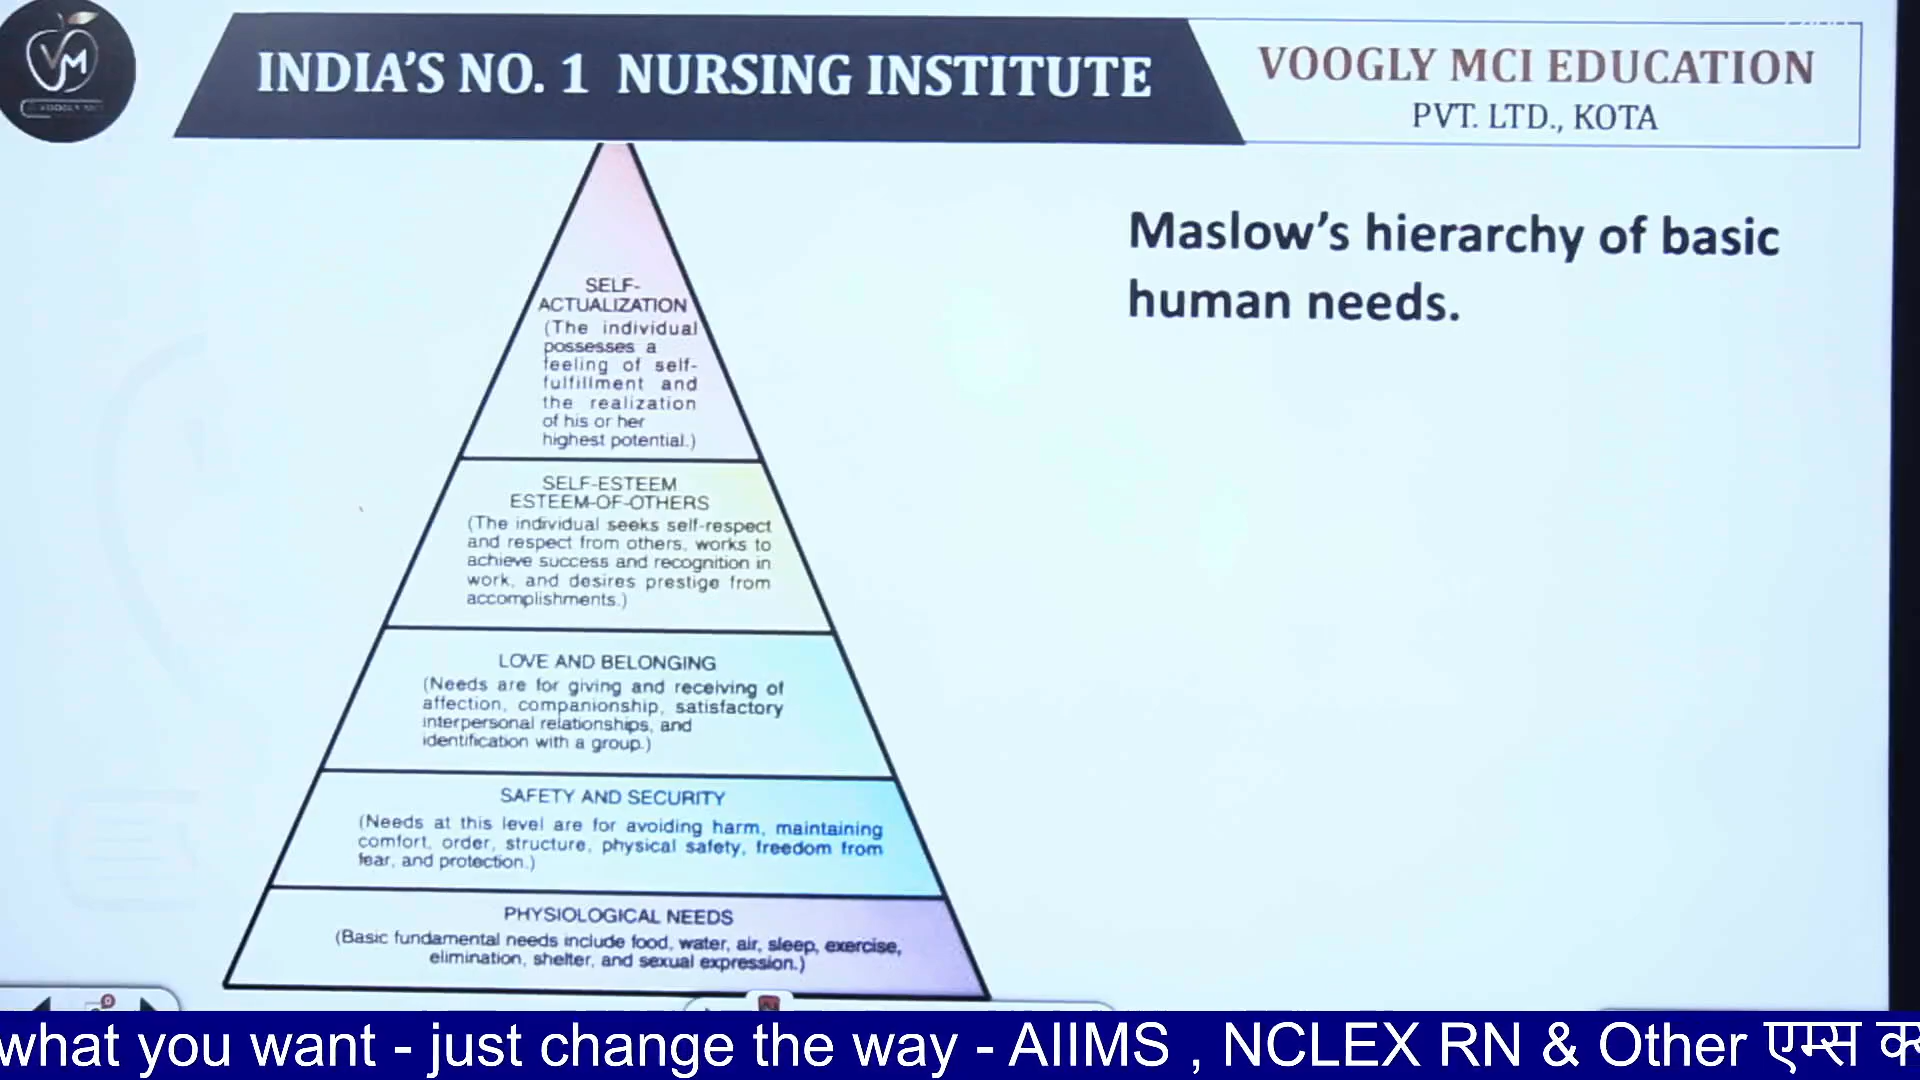 VM
INDIA'S NO. 1 NURSING INSTITUTE
VOOGLY MCI EDUCATION
PVT. LTD., KOTA
Maslow's hierarchy of basic
human needs.
SELF-
ACTUALIZATION
(The individual
possesses a
feeling of self-
fulfillment and
the realization
of his or her
highest potential.)
SELF-ESTEEM
ESTEEM-OF-OTHERS
(The individual seeks self-respect
and respect from others, works to
achieve success and recognition in
work, and desires prestige from
accomplishments.)
LOVE AND BELONGING
(Needs are for giving and receiving of
affection, companionship, satisfactory
interpersonal relationships, and
identification with a group.)
SAFETY AND SECURITY
(Needs at this level are for avoiding harm, maintaining
comfort, order, structure, physical safety, freedom from
fear, and protection.)
PHYSIOLOGICAL NEEDS
(Basic fundamental needs include food, water, air, sleep, exercise,
elimination, shelter, and sexual expression.)
what you want - just change the way - AIIMS , NCLEX RN & Other एम्स